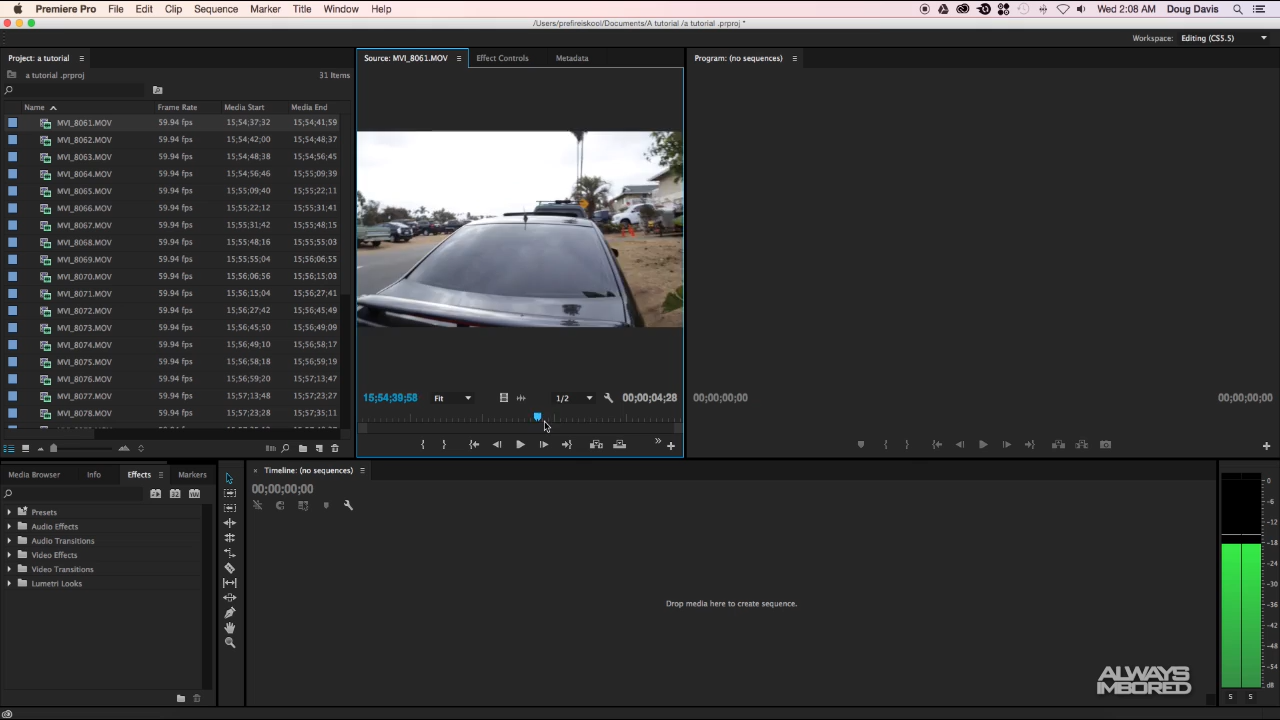 Premiere Pro File Edit Clip Sequence Marker Title Window Help Wed 2:08 AM Doug Davis
/Users/prefireiskool/Documents/A tutorial /a tutorial .prproj *
Workspace: Editing (CS5.5)
Project: a tutorial Source: MVI_8061.MOV Effect Controls Metadata Program: (no sequences)
a tutorial .prproj 31 Items
Name Frame Rate Media Start Media End
MVI_8061.MOV 59.94 fps 15;54;37;32 15;54;41;59
MVI_8062.MOV 59.94 fps 15;54;42;00 15;54;48;37
MVI_8063.MOV 59.94 fps 15;54;48;38 15;54;56;45
MVI_8064.MOV 59.94 fps 15;54;56;46 15;55;09;39
MVI_8065.MOV 59.94 fps 15;55;09;40 15;55;22;11
MVI_8066.MOV 59.94 fps 15;55;22;12 15;55;31;41
MVI_8067.MOV 59.94 fps 15;55;31;42 15;55;48;15
MVI_8068.MOV 59.94 fps 15;55;48;16 15;55;55;03
MVI_8069.MOV 59.94 fps 15;55;55;04 15;56;06;55
MVI_8070.MOV 59.94 fps 15;56;06;56 15;56;15;03
MVI_8071.MOV 59.94 fps 15;56;15;04 15;56;27;41
MVI_8072.MOV 59.94 fps 15;56;27;42 15;56;45;49
MVI_8073.MOV 59.94 fps 15;56;45;50 15;56;49;09
MVI_8074.MOV 59.94 fps 15;56;49;10 15;56;58;17
MVI_8075.MOV 59.94 fps 15;56;58;18 15;56;59;19
MVI_8076.MOV 59.94 fps 15;56;59;20 15;57;13;47
MVI_8077.MOV 59.94 fps 15;57;13;48 15;57;23;27
MVI_8078.MOV 59.94 fps 15;57;23;28 15;57;35;11
15;54;39;58 Fit 1/2 00;00;04;28 00;00;00;00 00;00;00;00
Media Browser Info Effects Markers
Presets
Audio Effects
Audio Transitions
Video Effects
Video Transitions
Lumetri Looks
Timeline: (no sequences)
00;00;00;00
Drop media here to create sequence.
0
-6
-12
-18
-24
-30
-36
-42
-48
-54
dB
S S
ALWAYS
IMBORED